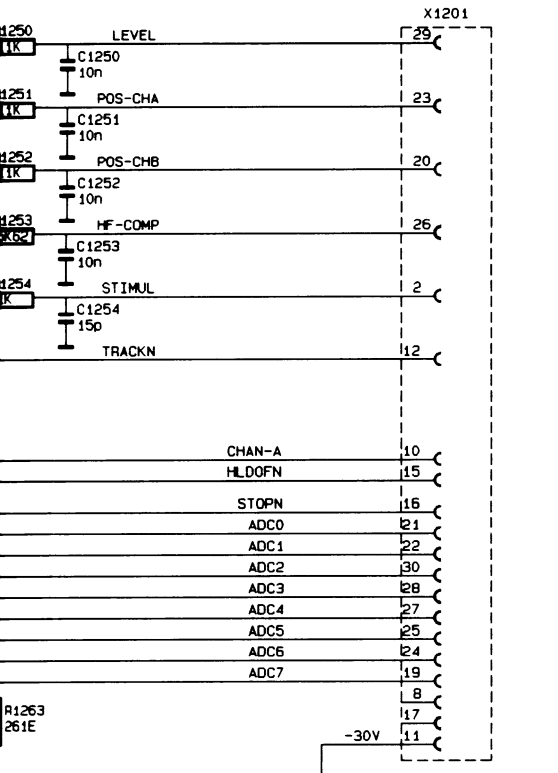 X1201
1250
1K
LEVEL
29
C1250
10n
1251
1K
POS-CHA
23
C1251
10n
1252
1K
POS-CHB
20
C1252
10n
1253
K62
HF-COMP
26
C1253
10n
1254
K
STIMUL
2
C1254
15p
TRACKN
12
CHAN-A
10
HLDOFN
15
STOPN
16
ADC0
21
ADC1
22
ADC2
30
ADC3
28
ADC4
27
ADC5
25
ADC6
24
ADC7
19
8
R1263
261E
17
-30V
11